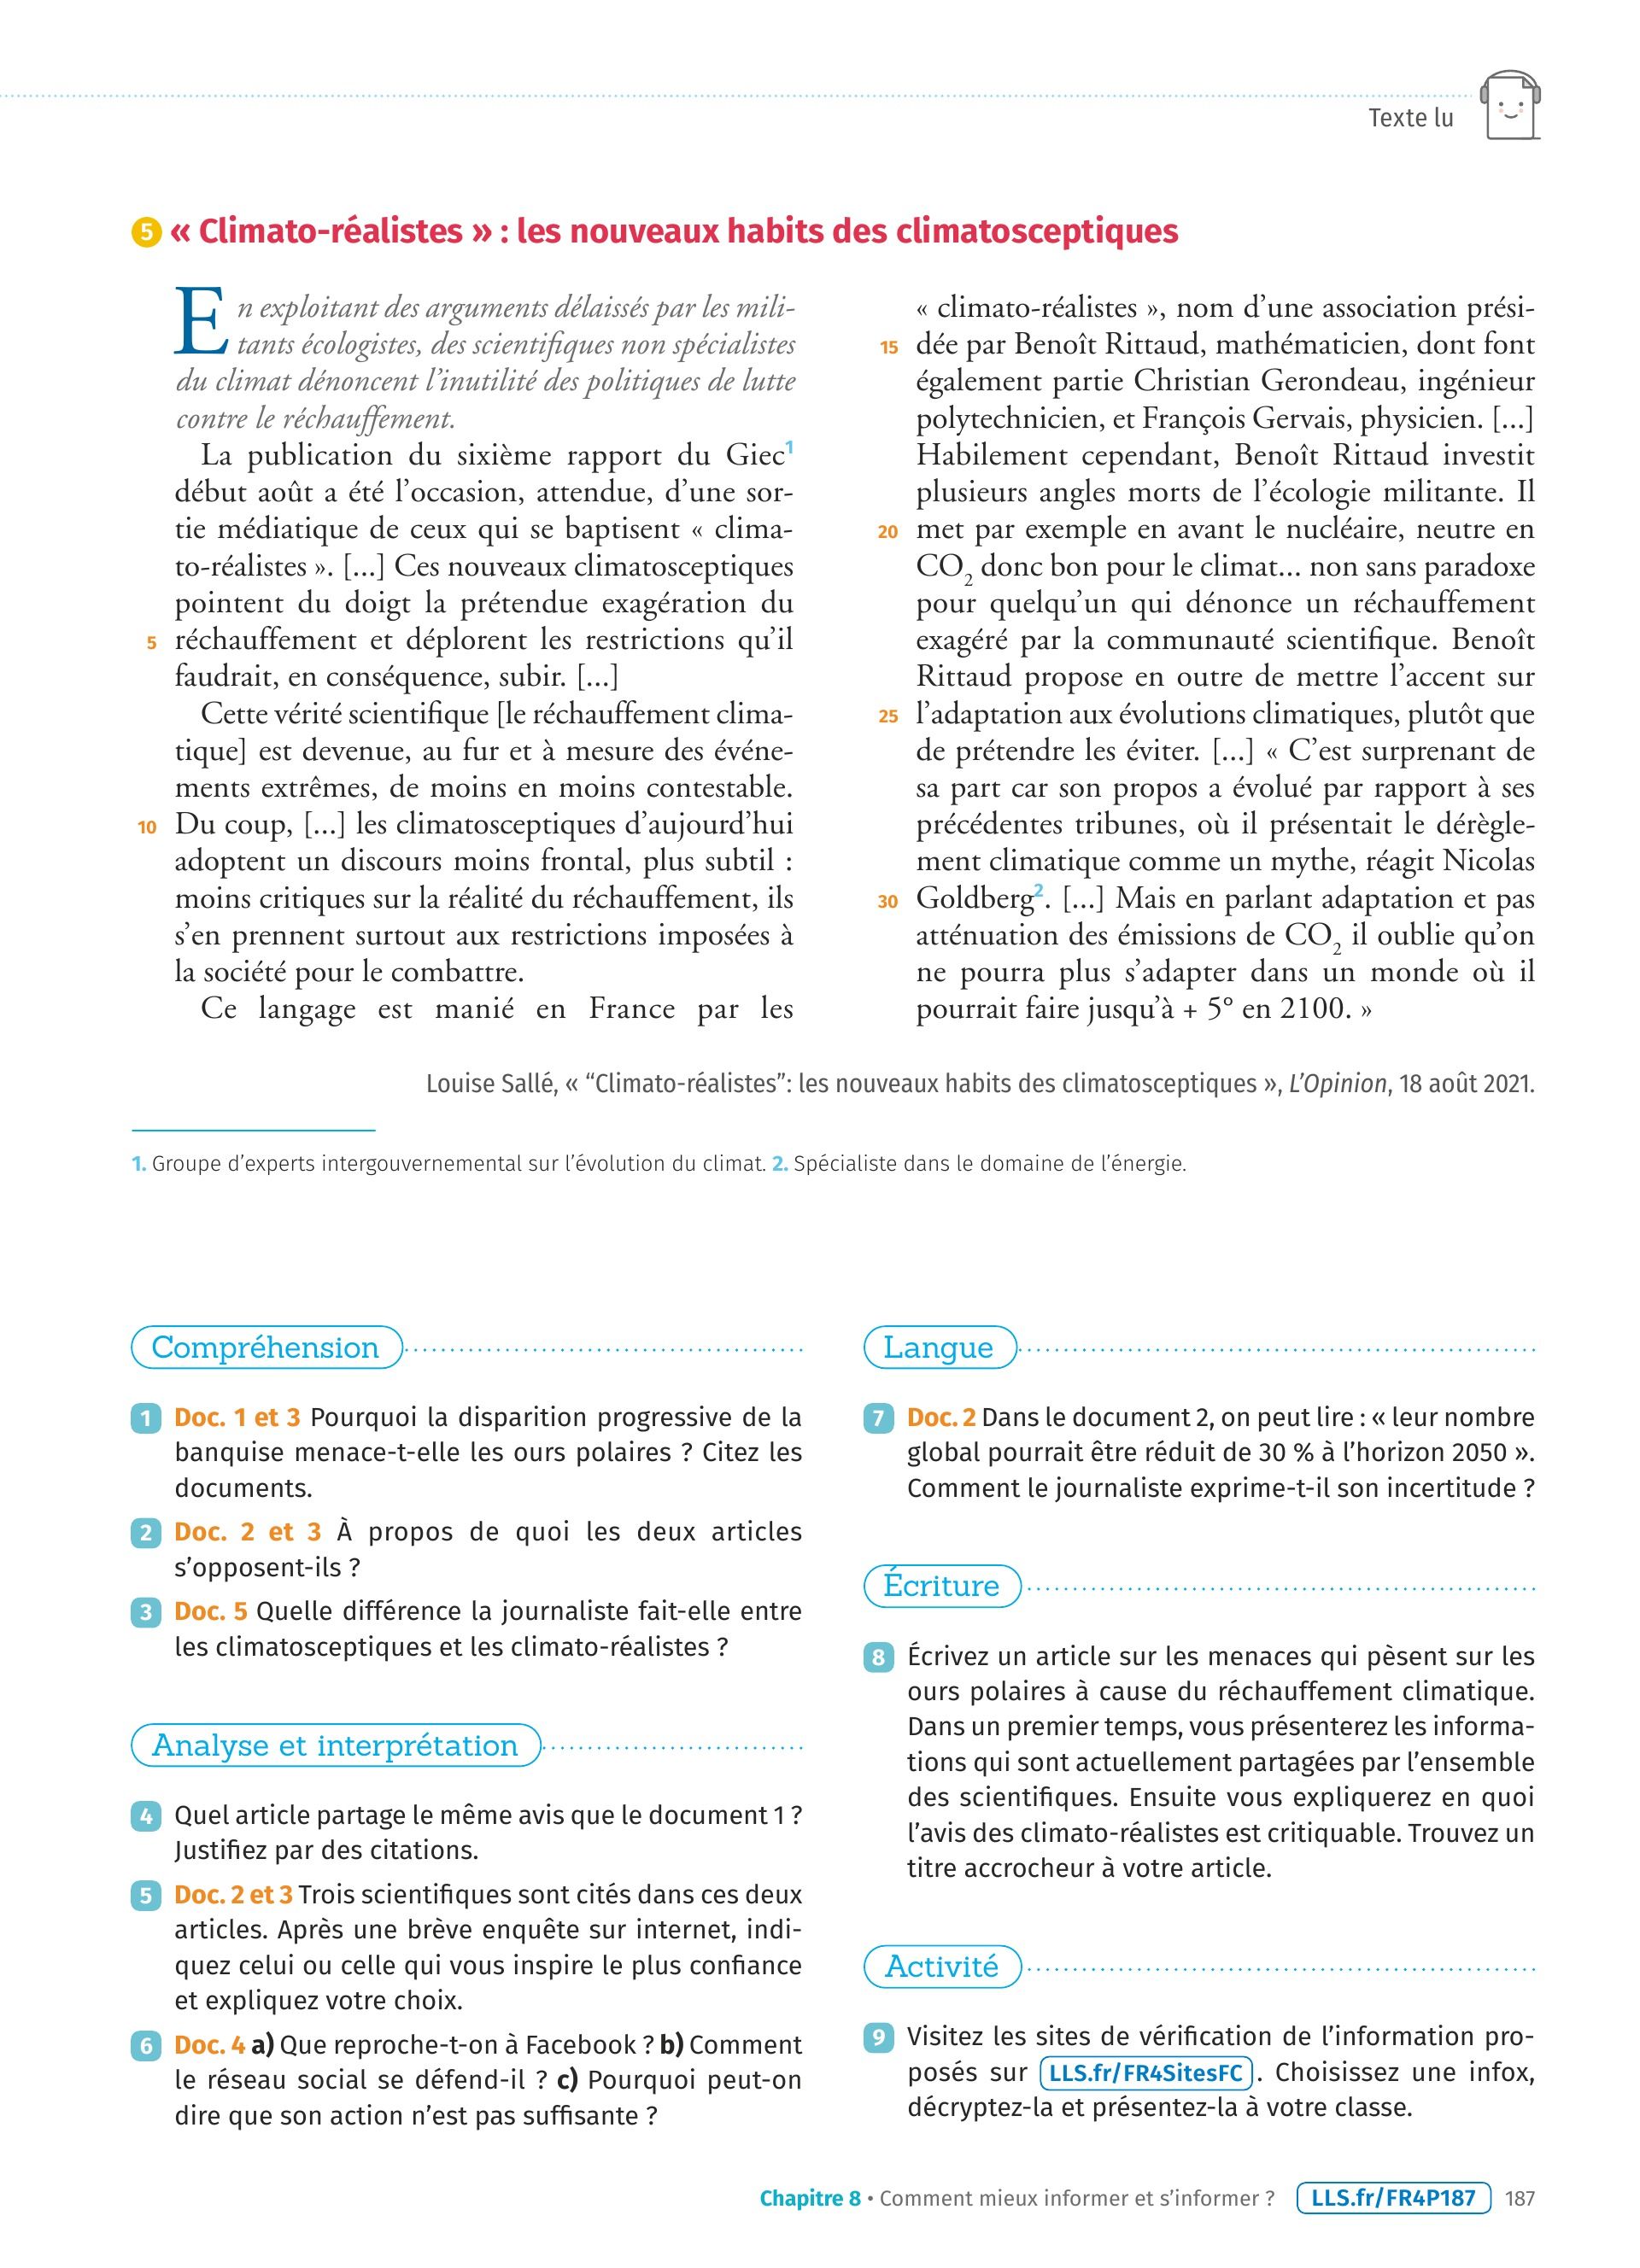 Texte lu
5 « Climato-réalistes » : les nouveaux habits des climatosceptiques
En exploitant des arguments délaissés par les mili-
tants écologistes, des scientifiques non spécialistes
du climat dénoncent l'inutilité des politiques de lutte
contre le réchauffement.
La publication du sixième rapport du Giec1
début août a été l'occasion, attendue, d'une sor-
tie médiatique de ceux qui se baptisent « clima-
to-réalistes ». [...] Ces nouveaux climatosceptiques
pointent du doigt la prétendue exagération du
5 réchauffement et déplorent les restrictions qu'il
faudrait, en conséquence, subir. [...]
Cette vérité scientifique [le réchauffement clima-
tique] est devenue, au fur et à mesure des événe-
ments extrêmes, de moins en moins contestable.
10 Du coup, [...] les climatosceptiques d'aujourd'hui
adoptent un discours moins frontal, plus subtil :
moins critiques sur la réalité du réchauffement, ils
s'en prennent surtout aux restrictions imposées à
la société pour le combattre.
Ce langage est manié en France par les
« climato-réalistes », nom d'une association prési-
15 dée par Benoît Rittaud, mathématicien, dont font
également partie Christian Gerondeau, ingénieur
polytechnicien, et François Gervais, physicien. [...]
Habilement cependant, Benoît Rittaud investit
plusieurs angles morts de l'écologie militante. Il
20 met par exemple en avant le nucléaire, neutre en
CO2 donc bon pour le climat... non sans paradoxe
pour quelqu'un qui dénonce un réchauffement
exagéré par la communauté scientifique. Benoît
Rittaud propose en outre de mettre l'accent sur
25 l'adaptation aux évolutions climatiques, plutôt que
de prétendre les éviter. [...] « C'est surprenant de
sa part car son propos a évolué par rapport à ses
précédentes tribunes, où il présentait le dérègle-
ment climatique comme un mythe, réagit Nicolas
30 Goldberg2. [...] Mais en parlant adaptation et pas
atténuation des émissions de CO2 il oublie qu'on
ne pourra plus s'adapter dans un monde où il
pourrait faire jusqu'à + 5° en 2100. »
Louise Sallé, « “Climato-réalistes”: les nouveaux habits des climatosceptiques », L'Opinion, 18 août 2021.
1. Groupe d'experts intergouvernemental sur l'évolution du climat. 2. Spécialiste dans le domaine de l'énergie.
Compréhension
1 Doc. 1 et 3 Pourquoi la disparition progressive de la
banquise menace-t-elle les ours polaires ? Citez les
documents.
2 Doc. 2 et 3 À propos de quoi les deux articles
s'opposent-ils ?
3 Doc. 5 Quelle différence la journaliste fait-elle entre
les climatosceptiques et les climato-réalistes ?
Analyse et interprétation
4 Quel article partage le même avis que le document 1 ?
Justifiez par des citations.
5 Doc. 2 et 3 Trois scientifiques sont cités dans ces deux
articles. Après une brève enquête sur internet, indi-
quez celui ou celle qui vous inspire le plus confiance
et expliquez votre choix.
6 Doc. 4 a) Que reproche-t-on à Facebook ? b) Comment
le réseau social se défend-il ? c) Pourquoi peut-on
dire que son action n'est pas suffisante ?
Langue
7 Doc. 2 Dans le document 2, on peut lire : « leur nombre
global pourrait être réduit de 30 % à l'horizon 2050 ».
Comment le journaliste exprime-t-il son incertitude ?
Écriture
8 Écrivez un article sur les menaces qui pèsent sur les
ours polaires à cause du réchauffement climatique.
Dans un premier temps, vous présenterez les informa-
tions qui sont actuellement partagées par l'ensemble
des scientifiques. Ensuite vous expliquerez en quoi
l'avis des climato-réalistes est critiquable. Trouvez un
titre accrocheur à votre article.
Activité
9 Visitez les sites de vérification de l'information pro-
posés sur LLS.fr/FR4SitesFC. Choisissez une infox,
décryptez-la et présentez-la à votre classe.
Chapitre 8 • Comment mieux informer et s'informer ? LLS.fr/FR4P187 187